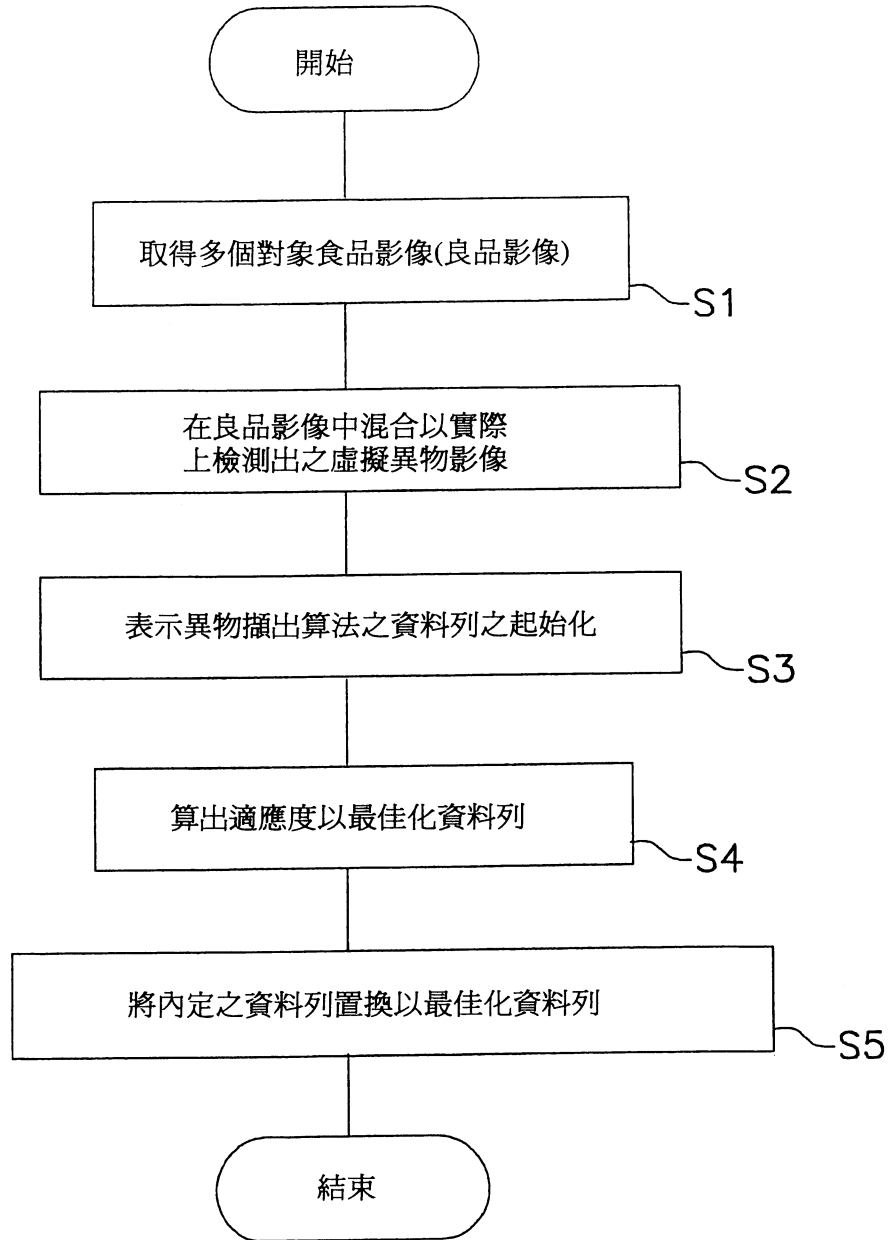 開始
取得多個對象食品影像(良品影像)
S1
在良品影像中混合以實際
上檢測出之虛擬異物影像
S2
表示異物擷出算法之資料列之起始化
S3
算出適應度以最佳化資料列
S4
將內定之資料列置換以最佳化資料列
S5
結束